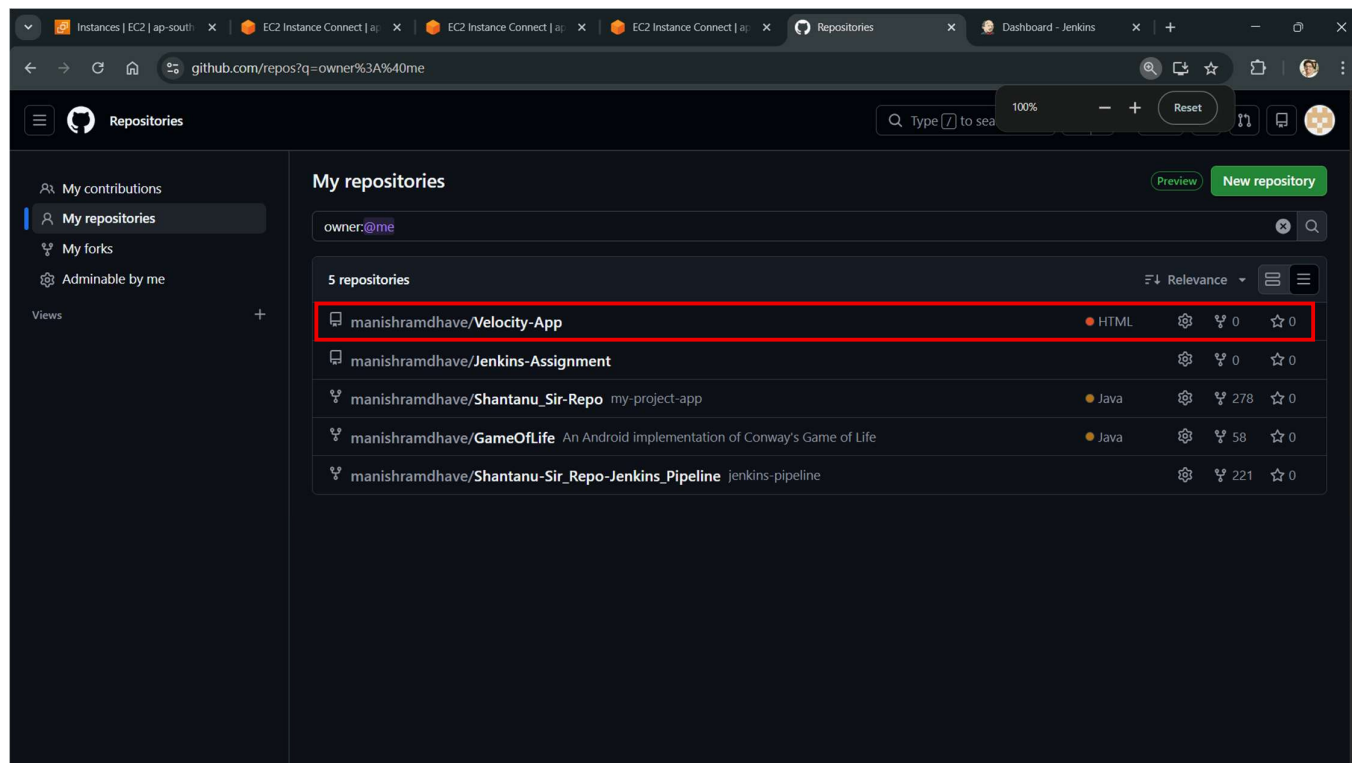 Instances | EC2 | ap-south
EC2 Instance Connect | ap
EC2 Instance Connect | ap
EC2 Instance Connect | ap
Repositories
Dashboard - Jenkins
github.com/repos?q=owner%3A%40me
100%
Reset
Repositories
Type / to sea
My contributions
My repositories
My forks
Adminable by me
Views
My repositories
Preview
New repository
owner:@me
5 repositories
Relevance
manishramdhave/Velocity-App HTML 0 0
manishramdhave/Jenkins-Assignment 0 0
manishramdhave/Shantanu_Sir-Repo my-project-app Java 278 0
manishramdhave/GameOfLife An Android implementation of Conway's Game of Life Java 58 0
manishramdhave/Shantanu-Sir_Repo-Jenkins_Pipeline jenkins-pipeline 221 0